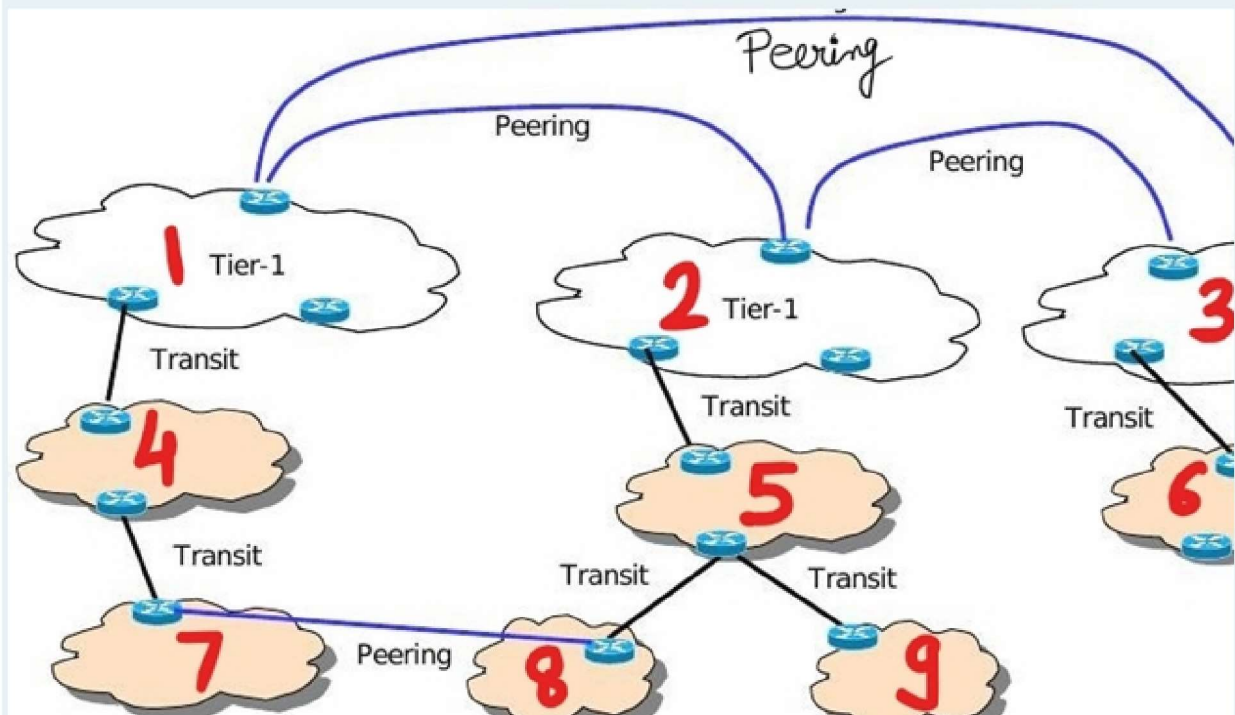 Peering
Peering
Peering
1 Tier-1
2 Tier-1
3
Transit
Transit
Transit
4
5
6
Transit
Transit
Transit
7
Peering
8
9